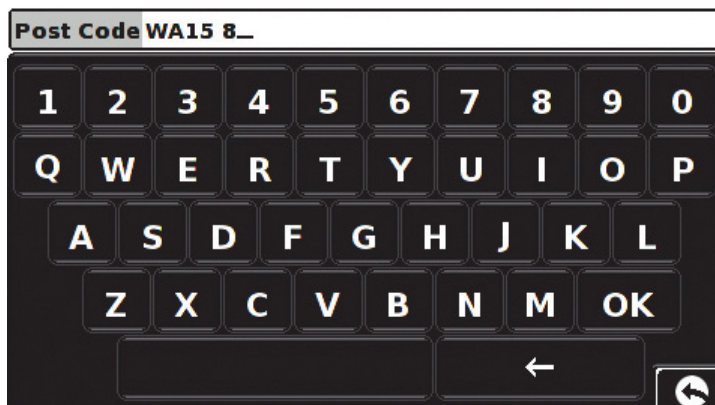 Post Code WA15 8_
1 2 3 4 5 6 7 8 9 0
Q W E R T Y U I O P
A S D F G H J K L
Z X C V B N M OK
←